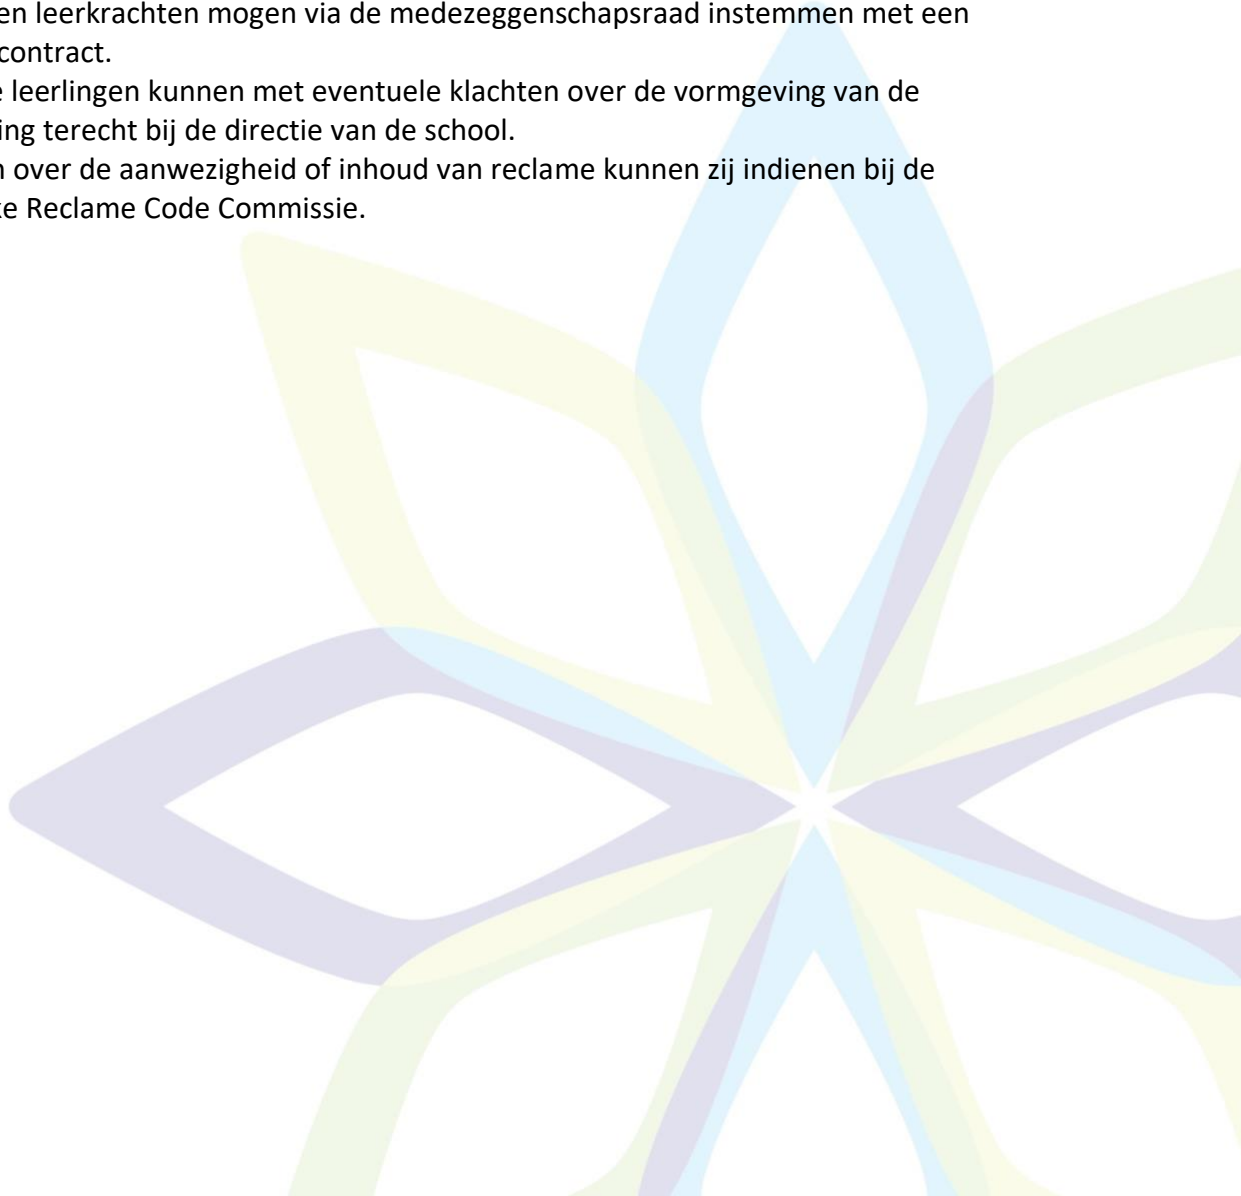 en leerkrachten mogen via de medezeggenschapsraad instemmen met een
contract.
e leerlingen kunnen met eventuele klachten over de vormgeving van de
ing terecht bij de directie van de school.
n over de aanwezigheid of inhoud van reclame kunnen zij indienen bij de
ke Reclame Code Commissie.